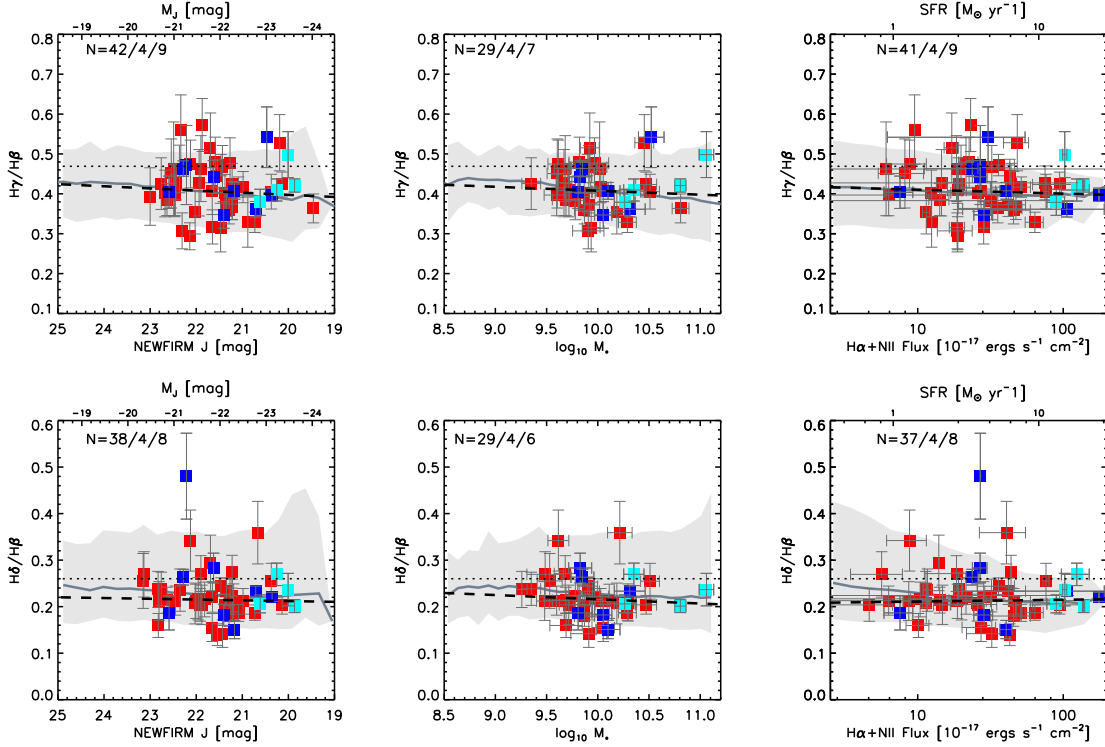 M_J [mag]
SFR [M⊙ yr⁻¹]
-19 -20 -21 -22 -23 -24
1 10
0.8 0.7 0.6 0.5 0.4 0.3 0.2 0.1
Hγ/Hβ
N=42/4/9
25 24 23 22 21 20 19
NEWFIRM J [mag]
0.8 0.7 0.6 0.5 0.4 0.3 0.2 0.1
Hγ/Hβ
N=29/4/7
8.5 9.0 9.5 10.0 10.5 11.0
log₁₀ M⋆
0.8 0.7 0.6 0.5 0.4 0.3 0.2 0.1
Hγ/Hβ
N=41/4/9
10 100
Hα+NII Flux [10⁻¹⁷ ergs s⁻¹ cm⁻²]
M_J [mag]
SFR [M⊙ yr⁻¹]
-19 -20 -21 -22 -23 -24
1 10
0.6 0.5 0.4 0.3 0.2 0.1 0.0
Hδ/Hβ
N=38/4/8
25 24 23 22 21 20 19
NEWFIRM J [mag]
0.6 0.5 0.4 0.3 0.2 0.1 0.0
Hδ/Hβ
N=29/4/6
8.5 9.0 9.5 10.0 10.5 11.0
log₁₀ M⋆
0.6 0.5 0.4 0.3 0.2 0.1 0.0
Hδ/Hβ
N=37/4/8
10 100
Hα+NII Flux [10⁻¹⁷ ergs s⁻¹ cm⁻²]